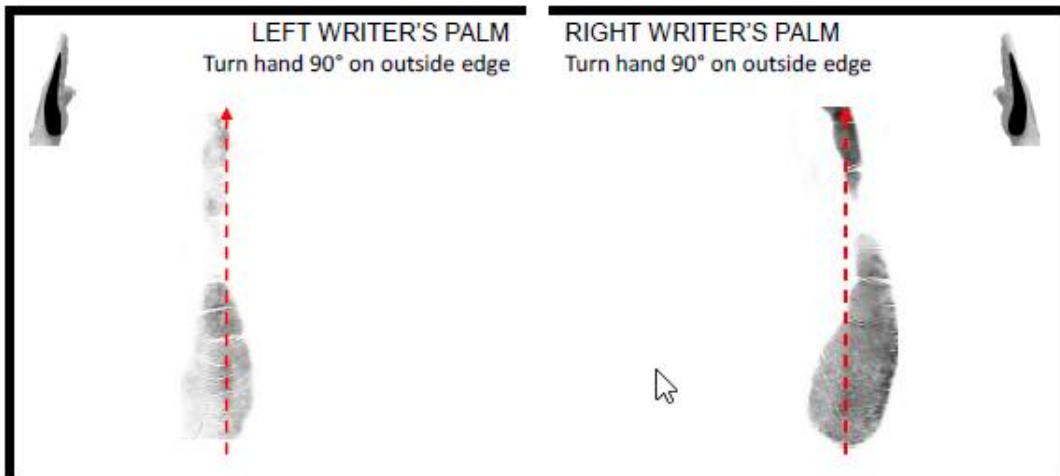 LEFT WRITER'S PALM
Turn hand 90° on outside edge
RIGHT WRITER'S PALM
Turn hand 90° on outside edge